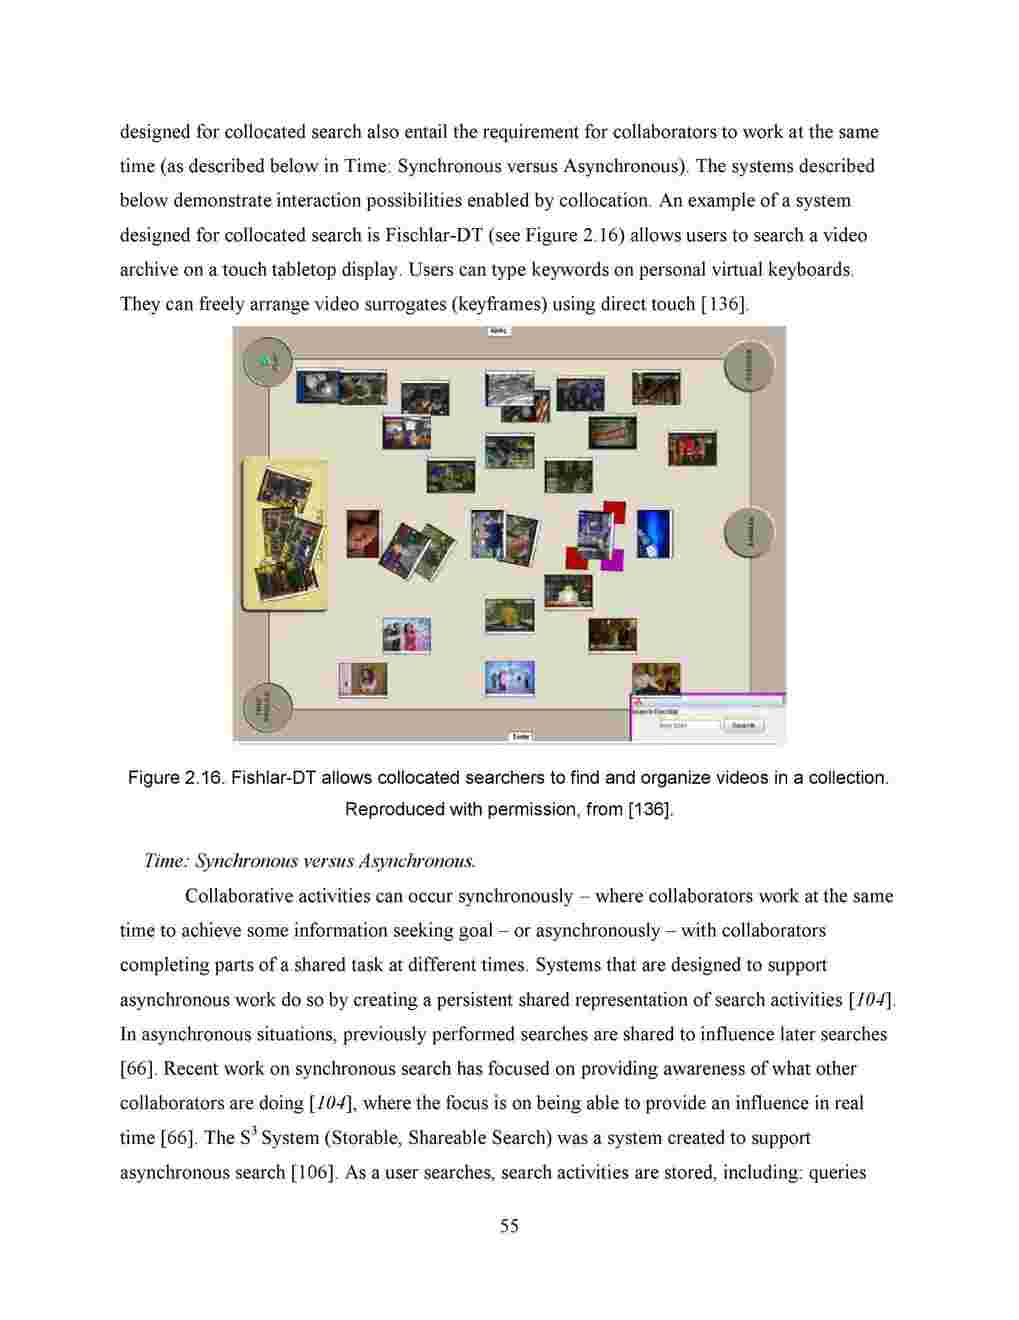 designed for collocated search also entail the requirement for collaborators to work at the same
time (as described below in Time: Synchronous versus Asynchronous). The systems described
below demonstrate interaction possibilities enabled by collocation. An example of a system
designed for collocated search is Fischlar-DT (see Figure 2.16) allows users to search a video
archive on a touch tabletop display. Users can type keywords on personal virtual keyboards.
They can freely arrange video surrogates (keyframes) using direct touch [136].
Search
Figure 2.16. Fishlar-DT allows collocated searchers to find and organize videos in a collection.
Reproduced with permission, from [136].
Time: Synchronous versus Asynchronous.
Collaborative activities can occur synchronously – where collaborators work at the same
time to achieve some information seeking goal – or asynchronously – with collaborators
completing parts of a shared task at different times. Systems that are designed to support
asynchronous work do so by creating a persistent shared representation of search activities [104].
In asynchronous situations, previously performed searches are shared to influence later searches
[66]. Recent work on synchronous search has focused on providing awareness of what other
collaborators are doing [104], where the focus is on being able to provide an influence in real
time [66]. The S3 System (Storable, Shareable Search) was a system created to support
asynchronous search [106]. As a user searches, search activities are stored, including: queries
55